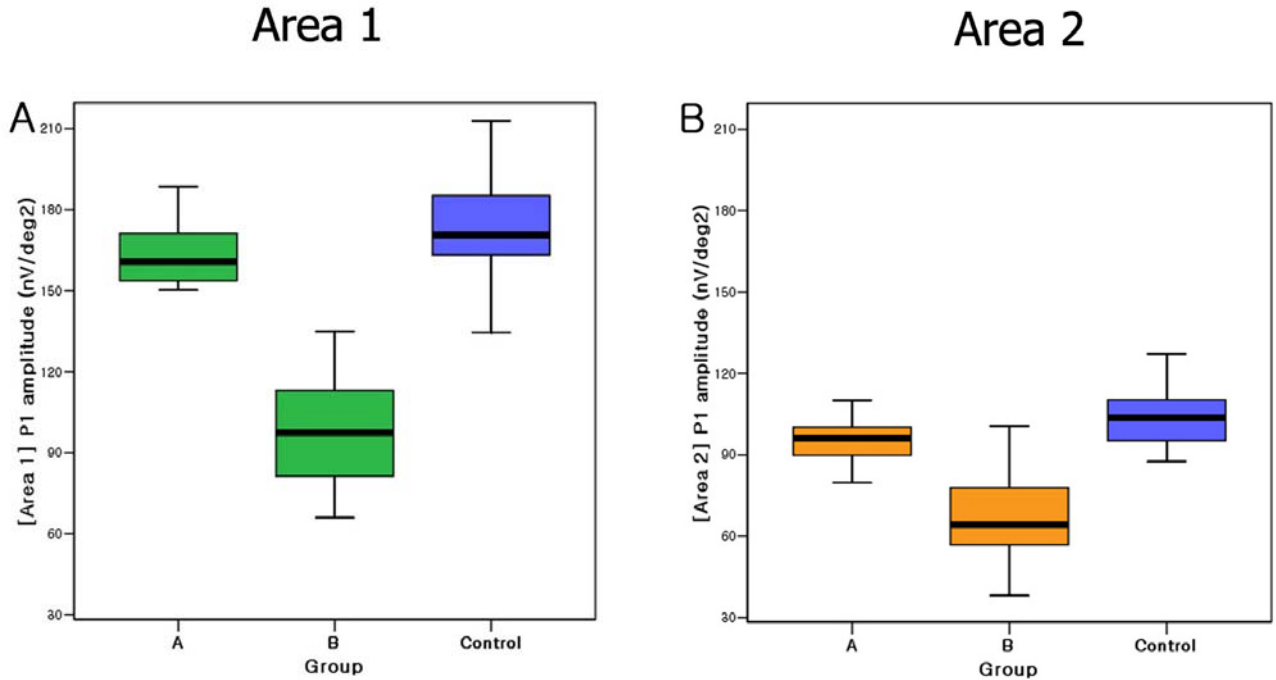 Area 1
A
[Area 1] P1 amplitude (nV/deg2)
210
180
150
120
90
60
30
A B Control
Group
Area 2
B
[Area 2] P1 amplitude (nV/deg2)
210
180
150
120
90
60
30
A B Control
Group